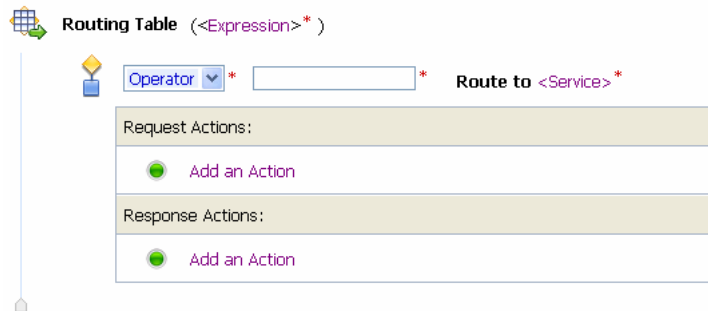 Routing Table (<Expression>* )
Operator * * Route to <Service>*
Request Actions:
Add an Action
Response Actions:
Add an Action